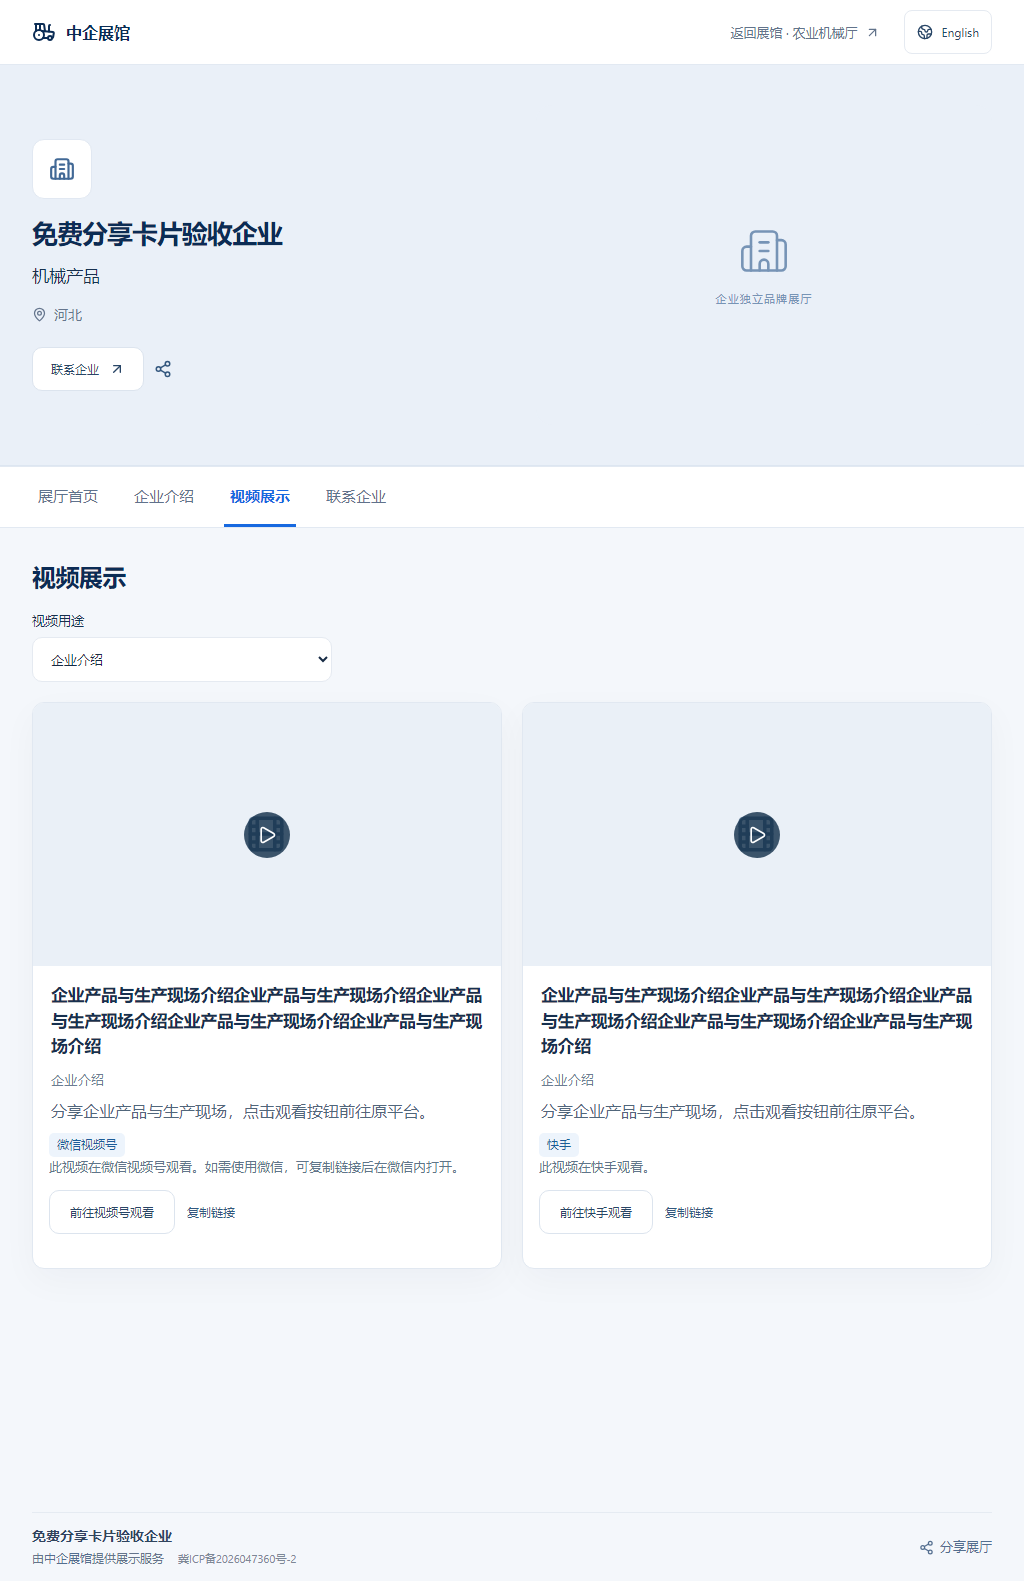 中企展馆
返回展馆 · 农业机械厅
English
免费分享卡片验收企业
机械产品
河北
联系企业
企业独立品牌展厅
展厅首页
企业介绍
视频展示
联系企业
视频展示
视频用途
企业介绍
企业产品与生产现场介绍企业产品与生产现场介绍企业产品
与生产现场介绍企业产品与生产现场介绍企业产品与生产现
场介绍
企业介绍
分享企业产品与生产现场，点击观看按钮前往原平台。
微信视频号
此视频在微信视频号观看。如需使用微信，可复制链接后在微信内打开。
前往视频号观看
复制链接
企业产品与生产现场介绍企业产品与生产现场介绍企业产品
与生产现场介绍企业产品与生产现场介绍企业产品与生产现
场介绍
企业介绍
分享企业产品与生产现场，点击观看按钮前往原平台。
快手
此视频在快手观看。
前往快手观看
复制链接
免费分享卡片验收企业
由中企展馆提供展示服务
冀ICP备2026047360号-2
分享展厅